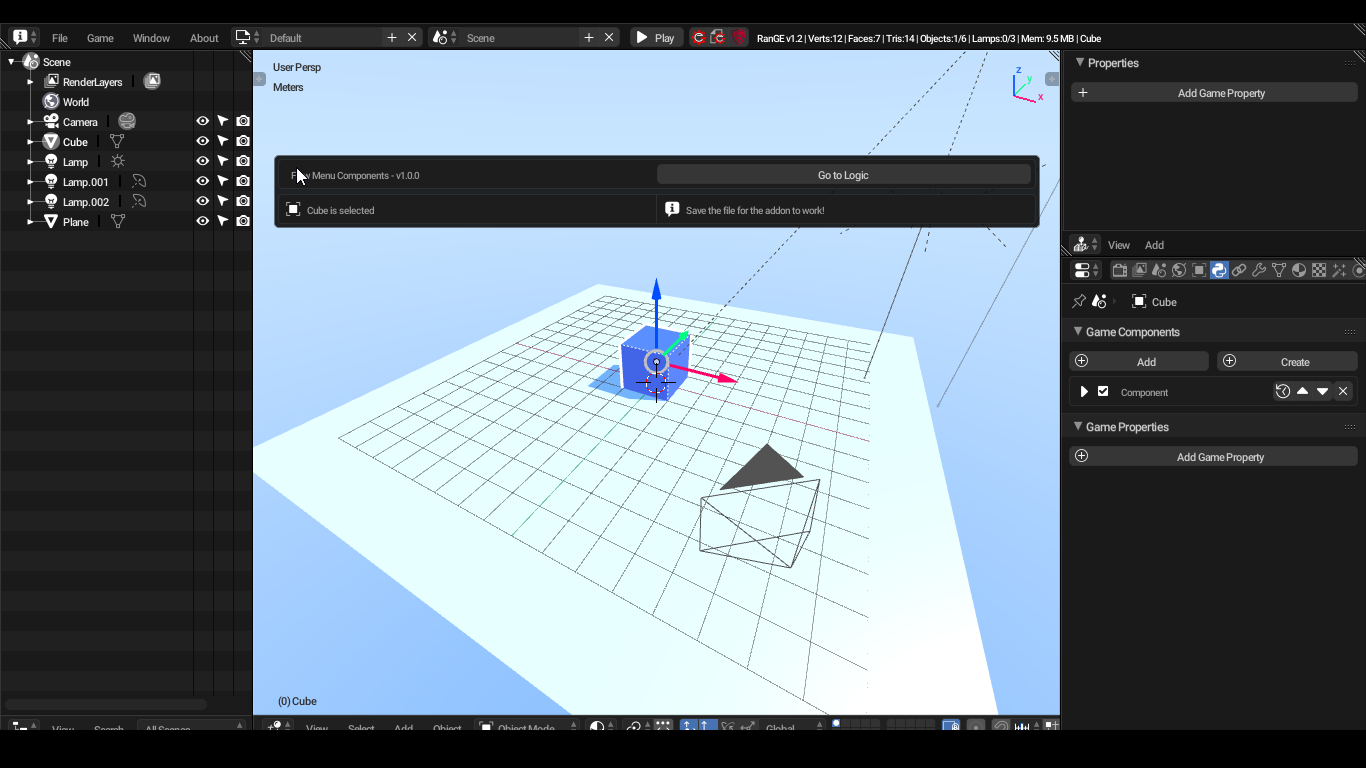 File Game Window About Default Scene Play RanGE v1.2 | Verts:12 | Faces:7 | Tris:14 | Objects:1/6 | Lamps:0/3 | Mem: 9.5 MB | Cube
Scene
RenderLayers
World
Camera
Cube
Lamp
Lamp.001
Lamp.002
Plane
View Search All Scenes
User Persp
Meters
z
y
x
Menu Components - v1.0.0 Go to Logic
Cube is selected Save the file for the addon to work!
(0) Cube
View Select Add Object Object Mode Global
Properties
Add Game Property
View Add
Cube
Game Components
Add Create
Component
Game Properties
Add Game Property